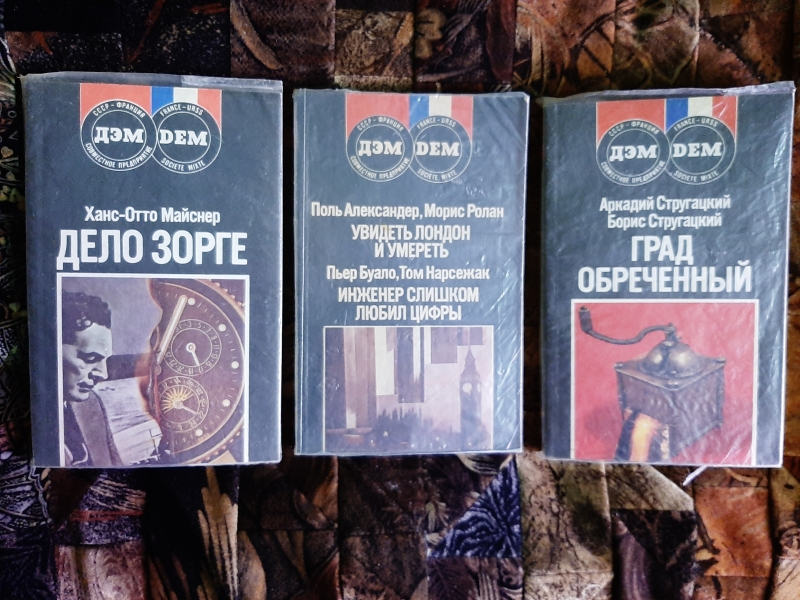 СССР - ФРАНЦИЯ
ДЭМ
СОВМЕСТНОЕ ПРЕДПРИЯТИЕ
FRANCE - URSS
DEM
SOCIETE MIXTE
Ханс-Отто Майснер
ДЕЛО ЗОРГЕ
СССР - ФРАНЦИЯ
ДЭМ
СОВМЕСТНОЕ ПРЕДПРИЯТИЕ
FRANCE - URSS
DEM
SOCIETE MIXTE
Поль Александер, Морис Ролан
УВИДЕТЬ ЛОНДОН
И УМЕРЕТЬ
Пьер Буало, Том Нарсежак
ИНЖЕНЕР СЛИШКОМ
ЛЮБИЛ ЦИФРЫ
СССР - ФРАНЦИЯ
ДЭМ
СОВМЕСТНОЕ ПРЕДПРИЯТИЕ
FRANCE - URSS
DEM
SOCIETE MIXTE
Аркадий Стругацкий
Борис Стругацкий
ГРАД
ОБРЕЧЕННЫЙ